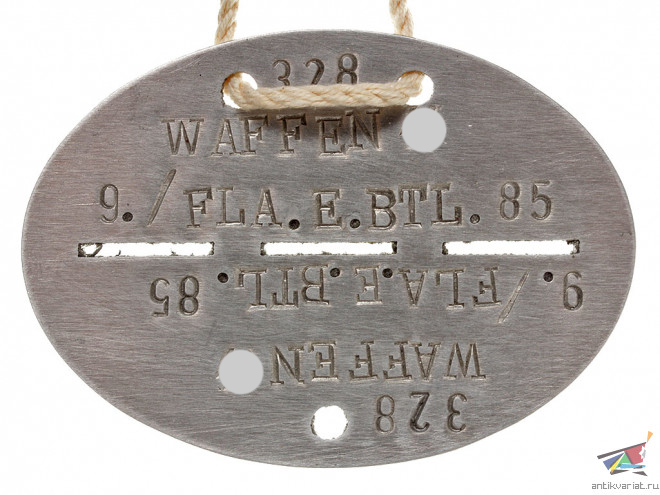 328
WAFFEN
9./FLA.E.BTL.85
9./FLA.E.BTL.85
WAFFEN
328
antikvariat.ru